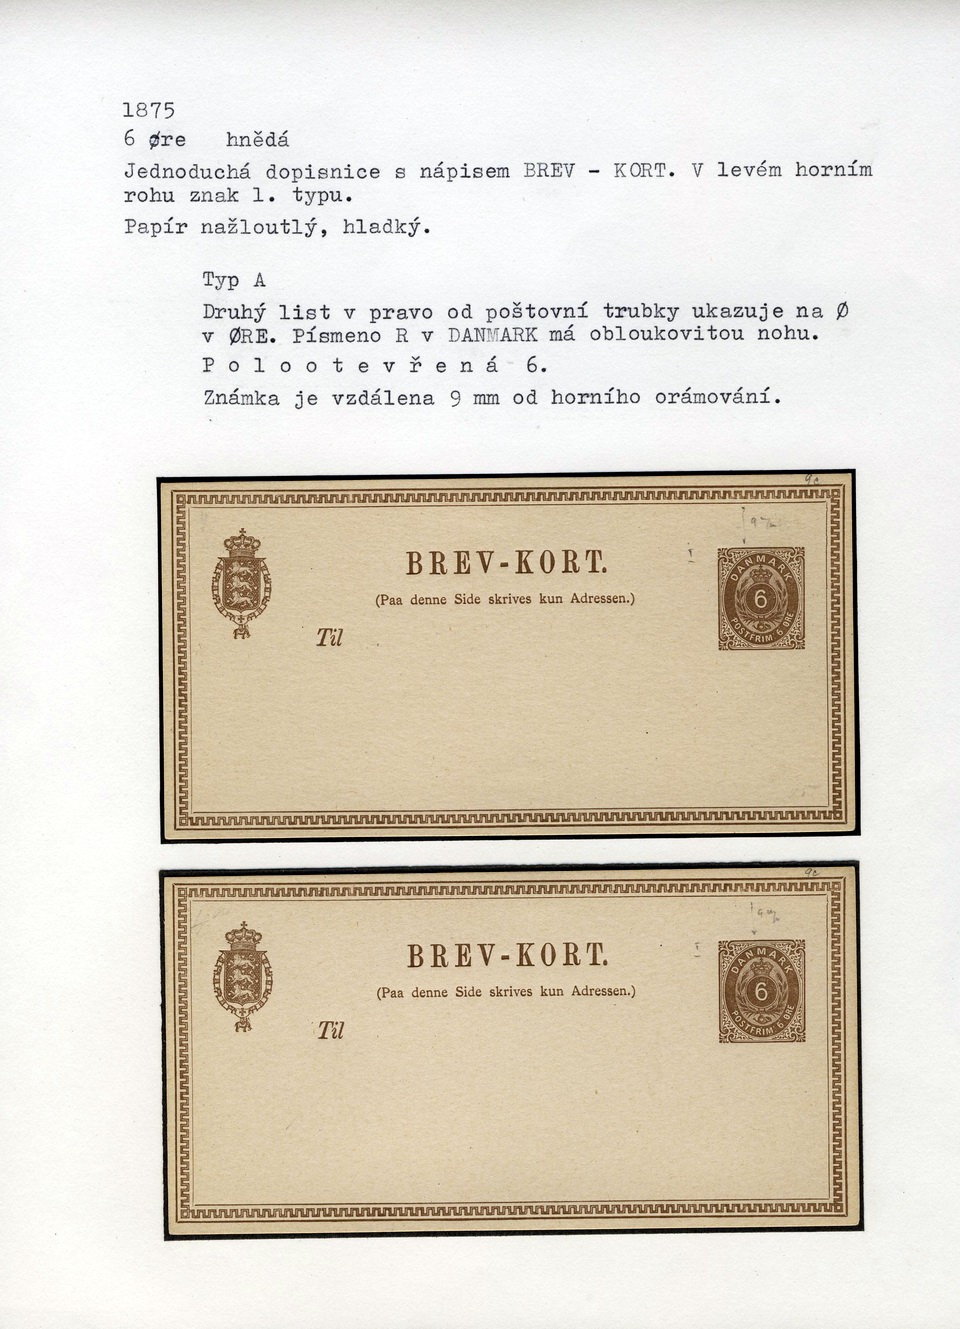 1875
6 øre hnědá
Jednoduchá dopisnice s nápisem BREV - KORT. V levém horním
rohu znak 1. typu.
Papír nažloutlý, hladký.
Typ A
Druhý list v pravo od poštovní trubky ukazuje na Ø
v ØRE. Písmeno R v DANMARK má obloukovitou nohu.
P o l o o t e v ř e n á 6.
Známka je vzdálena 9 mm od horního orámování.
9c
BREV-KORT.
(Paa denne Side skrives kun Adressen.)
Til
DANMARK
6
POSTFRIM 6 ØRE
9c
BREV-KORT.
(Paa denne Side skrives kun Adressen.)
Til
DANMARK
6
POSTFRIM 6 ØRE